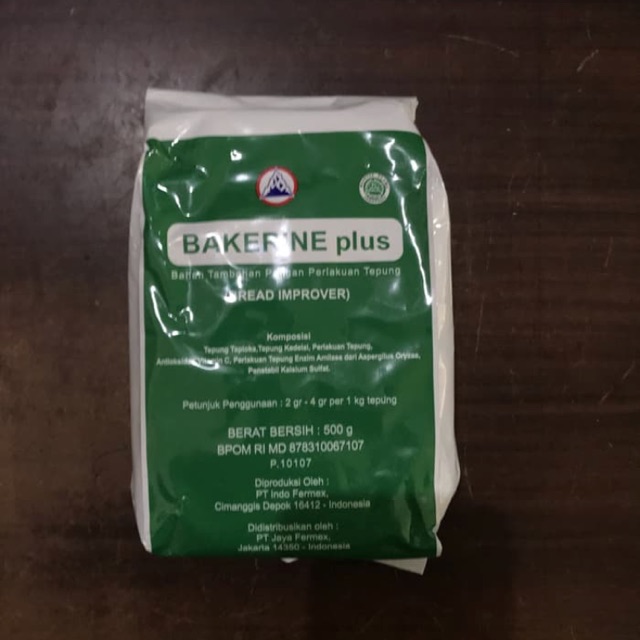 BAKERINE plus
Bahan Tambahan Pangan Perlakuan Tepung
(BREAD IMPROVER)
Komposisi
Tepung Tapioka, Tepung Kedelai, Perlakuan Tepung,
Antioksidan Vitamin C, Perlakuan Tepung Enzim Amilase dari Aspergilus Oryzae,
Penstabil Kalsium Sulfat.
Petunjuk Penggunaan : 2 gr - 4 gr per 1 kg tepung
BERAT BERSIH : 500 g
BPOM RI MD 878310067107
P.10107
Diproduksi Oleh :
PT Indo Fermex,
Cimanggis Depok 16412 - Indonesia
Didistribusikan oleh :
PT Jaya Fermex,
Jakarta 14350 - Indonesia